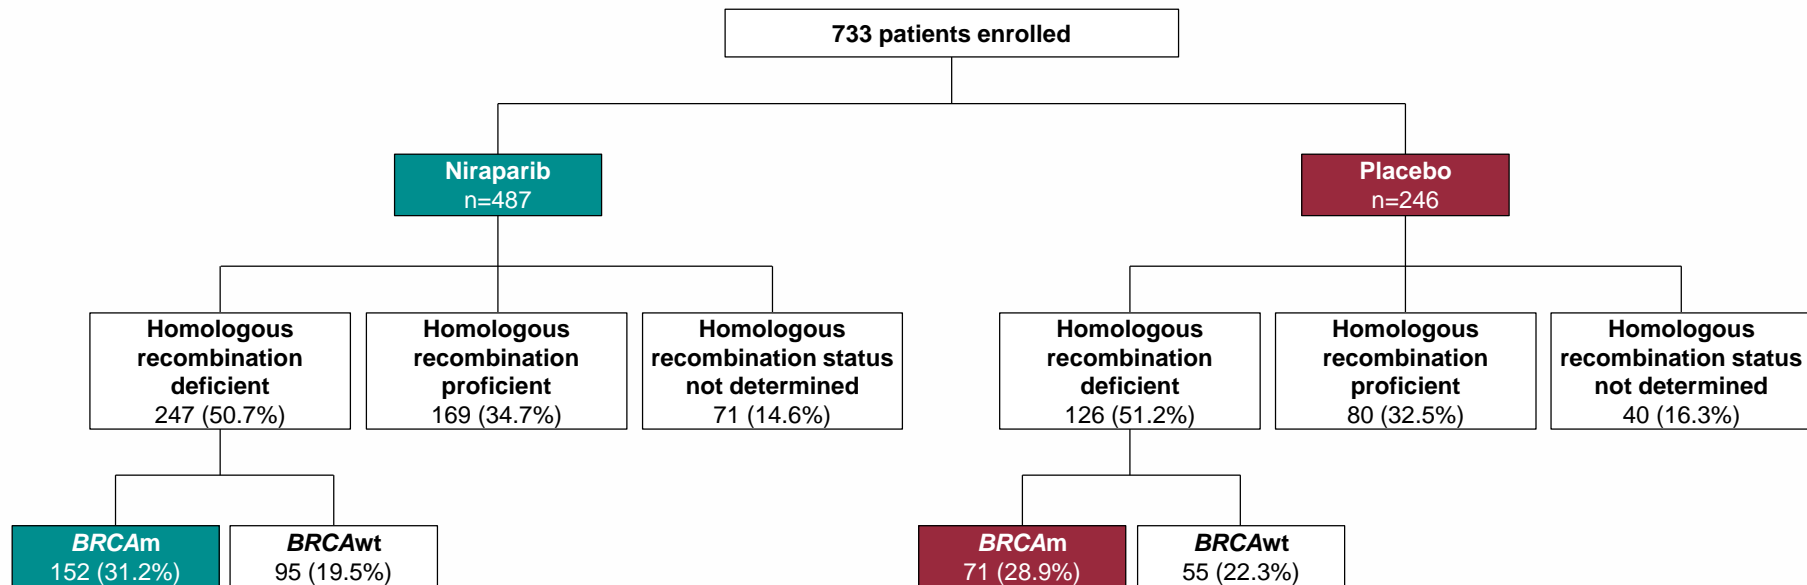 733 patients enrolled
Niraparib
n=487
Placebo
n=246
Homologous
recombination
deficient
247 (50.7%)
Homologous
recombination
proficient
169 (34.7%)
Homologous
recombination status
not determined
71 (14.6%)
Homologous
recombination
deficient
126 (51.2%)
Homologous
recombination
proficient
80 (32.5%)
Homologous
recombination status
not determined
40 (16.3%)
BRCAm
152 (31.2%)
BRCAwt
95 (19.5%)
BRCAm
71 (28.9%)
BRCAwt
55 (22.3%)